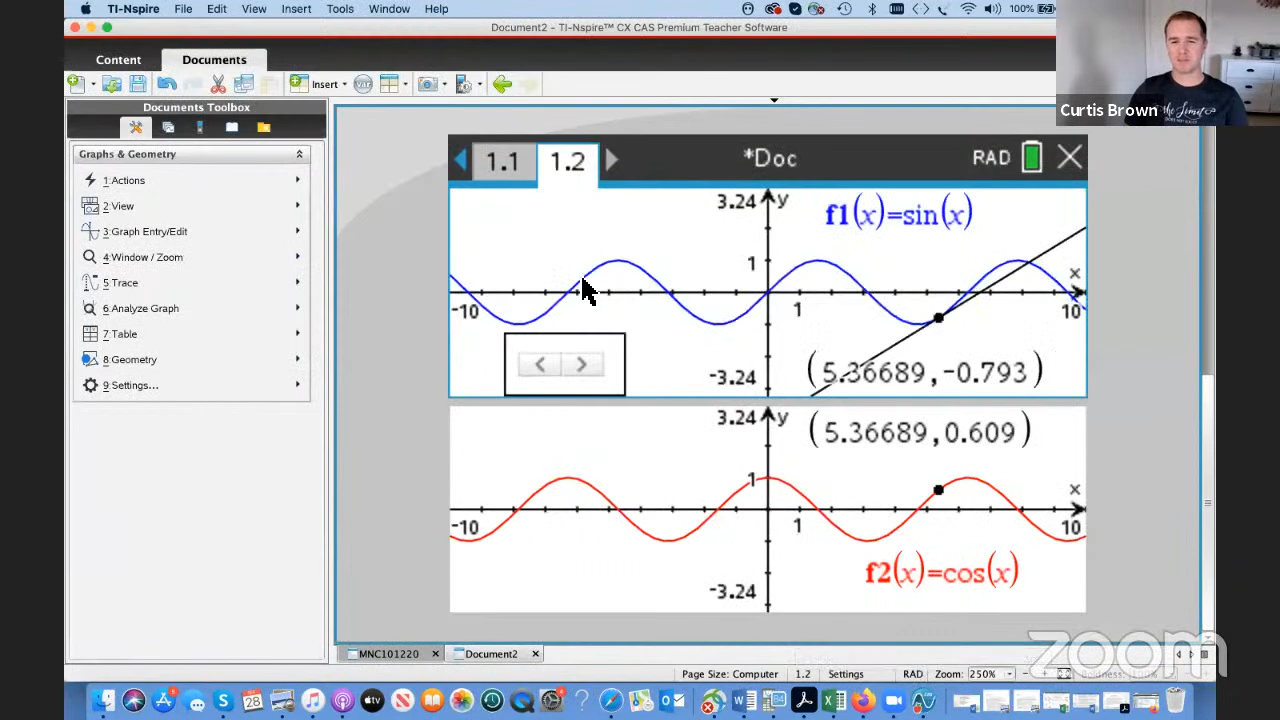 TI-Nspire File Edit View Insert Tools Window Help 100%
Document2 - TI-Nspire™ CX CAS Premium Teacher Software
Content Documents
Insert
Documents Toolbox
Curtis Brown
Graphs & Geometry
1:Actions
2:View
3:Graph Entry/Edit
4:Window / Zoom
5:Trace
6:Analyze Graph
7:Table
8:Geometry
9:Settings...
1.1 1.2 *Doc RAD
3.24 y
f1(x)=sin(x)
1
x
-10 1 10
-3.24
(5.36689,-0.793)
3.24 y
(5.36689,0.609)
1
x
-10 1 10
f2(x)=cos(x)
-3.24
zoom
MNC101220 Document2
Page Size: Computer 1.2 Settings RAD Zoom: 250%
SAT
28